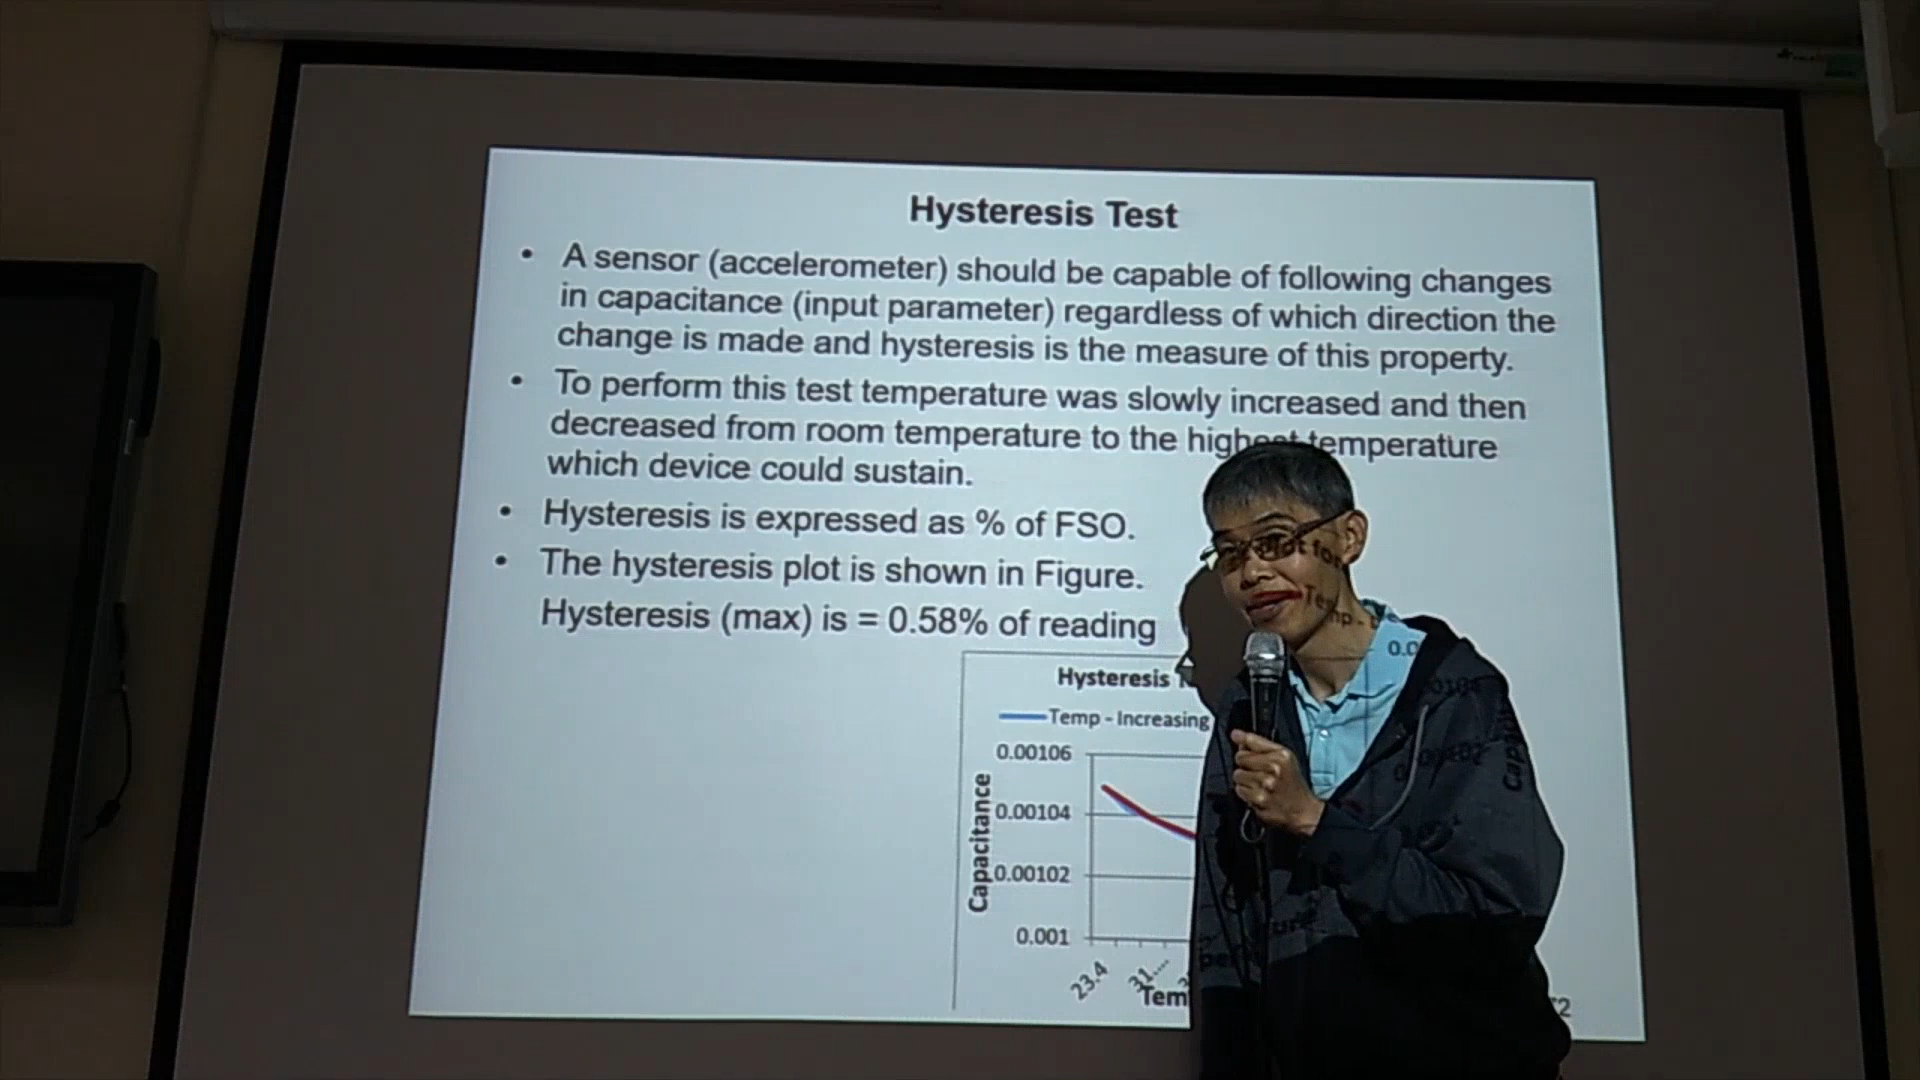 Hysteresis Test
• A sensor (accelerometer) should be capable of following changes
in capacitance (input parameter) regardless of which direction the
change is made and hysteresis is the measure of this property.
• To perform this test temperature was slowly increased and then
decreased from room temperature to the highest temperature
which device could sustain.
• Hysteresis is expressed as % of FSO.
• The hysteresis plot is shown in Figure.
Hysteresis (max) is = 0.58% of reading
Hysteresis
Temp - Increasing
0.00106
0.00104
0.00102
0.001
Capacitance
23.4
31....
Tem